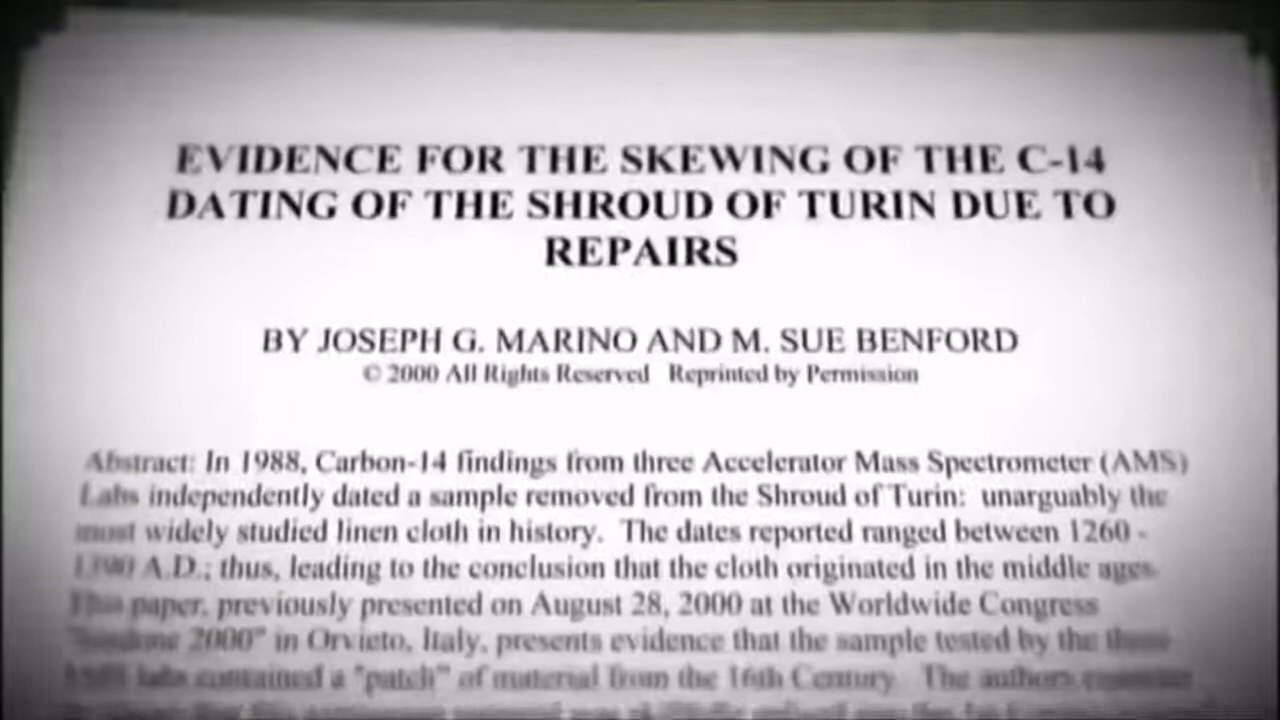 EVIDENCE FOR THE SKEWING OF THE C-14
DATING OF THE SHROUD OF TURIN DUE TO
REPAIRS
BY JOSEPH G. MARINO AND M. SUE BENFORD
© 2000 All Rights Reserved Reprinted by Permission
Abstract: In 1988, Carbon-14 findings from three Accelerator Mass Spectrometer (AMS)
Labs independently dated a sample removed from the Shroud of Turin: unarguably the
most widely studied linen cloth in history. The dates reported ranged between 1260 -
1390 A.D.; thus, leading to the conclusion that the cloth originated in the middle ages.
This paper, previously presented on August 28, 2000 at the Worldwide Congress
2000" in Orvieto, Italy, presents evidence that the sample tested by the three
labs contained a "patch" of material from the 16th Century. The authors